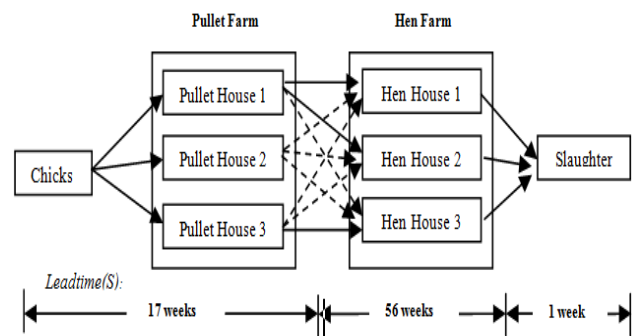 Pullet Farm
Hen Farm
Pullet House 1
Hen House 1
Pullet House 2
Hen House 2
Chicks
Slaughter
Pullet House 3
Hen House 3
Leadtime(S):
17 weeks
56 weeks
1 week